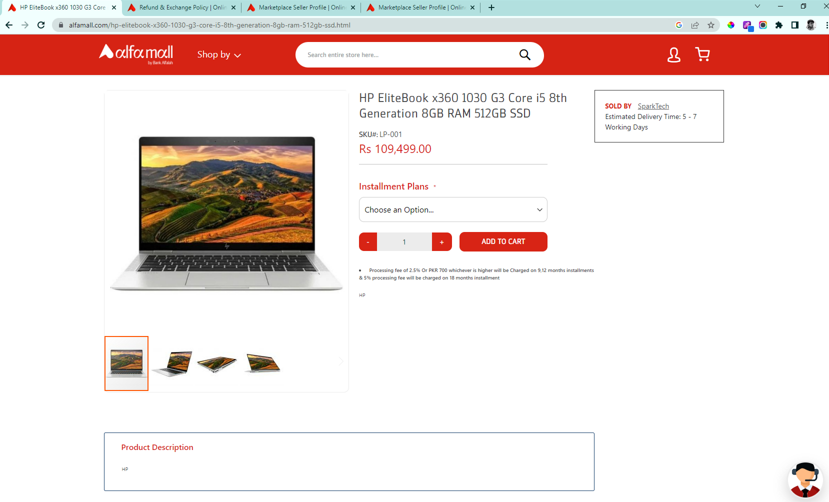 HP EliteBook x360 1030 G3 Core
Refund & Exchange Policy | Onlin
Marketplace Seller Profile | Onlin
Marketplace Seller Profile | Onlin
alfamall.com/hp-elitebook-x360-1030-g3-core-i5-8th-generation-8gb-ram-512gb-ssd.html
alfamall
by Bank Alfalah
Shop by
Search entire store here...
HP EliteBook x360 1030 G3 Core i5 8th
Generation 8GB RAM 512GB SSD
SKU#: LP-001
Rs 109,499.00
Installment Plans *
Choose an Option...
- 1 +
ADD TO CART
• Processing fee of 2.5% Or PKR 700 whichever is higher will be Charged on 9,12 months installments
& 5% processing fee will be charged on 18 months installment
HP
SOLD BY SparkTech
Estimated Delivery Time: 5 - 7
Working Days
Product Description
HP